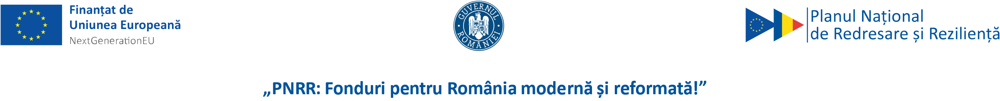 Finanțat de
Uniunea Europeană
NextGenerationEU
GUVERNUL ROMÂNIEI
Planul Național
de Redresare și Reziliență
„PNRR: Fonduri pentru România modernă și reformată!”